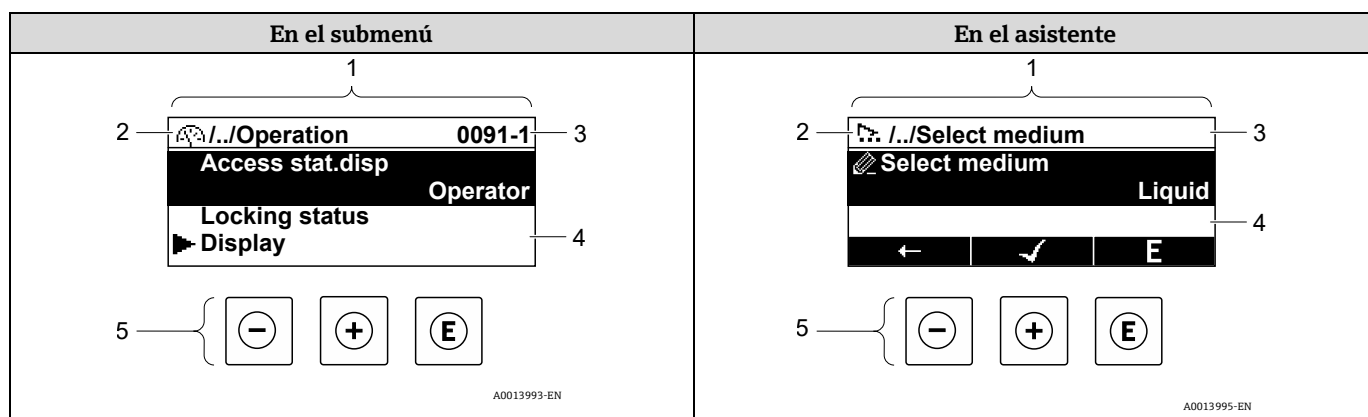 En el submenú
1
2
/../Operation 0091-1
3
Access stat.disp
Operator
Locking status
Display
4
5
E
A0013993-EN
En el asistente
1
2
/../Select medium
3
Select medium
Liquid
4
E
5
E
A0013995-EN